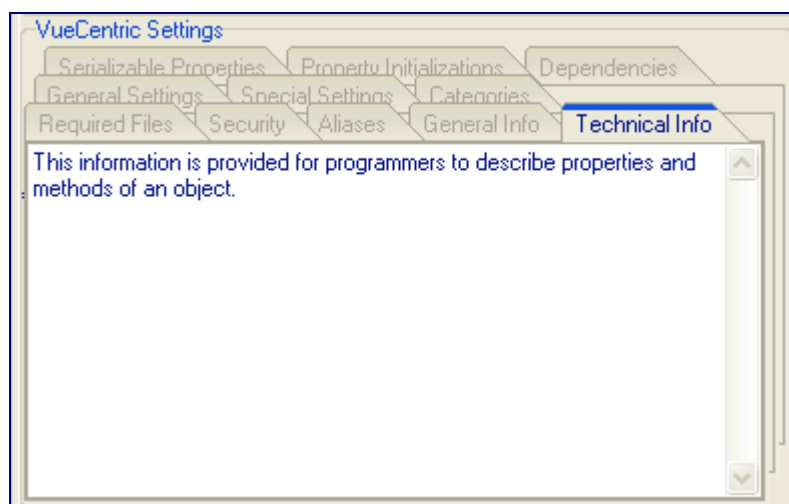 VueCentric Settings
Serializable Properties Property Initializations Dependencies
General Settings Special Settings Categories
Required Files Security Aliases General Info Technical Info
This information is provided for programmers to describe properties and
methods of an object.